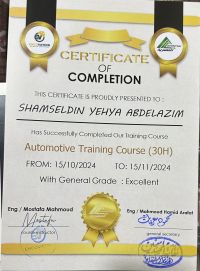 CERTIFICATE
OF
COMPLETION
THIS CERTIFICATE IS PROUDLY PRESENTED TO :
SHAMSELDIN YEHYA ABDELAZIM
Has Successfully Completed Our Training Course
Automotive Training Course (30H)
FROM: 15/10/2024 TO: 15/11/2024
With General Grade : Excellent
Eng / Mostafa Mahmoud
Eng / Mahmoud Hamid Arafat
general secretary